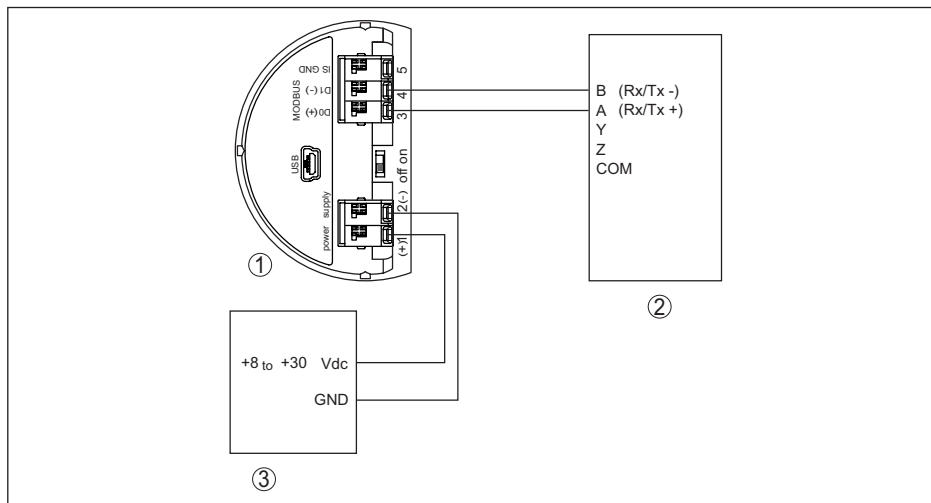 IS GND
MODBUS
D1(-)
D0(+)
USB
power supply
5
4
3
off on
2(-)
(+)1
①
B (Rx/Tx -)
A (Rx/Tx +)
Y
Z
COM
②
+8 to +30 Vdc
GND
③